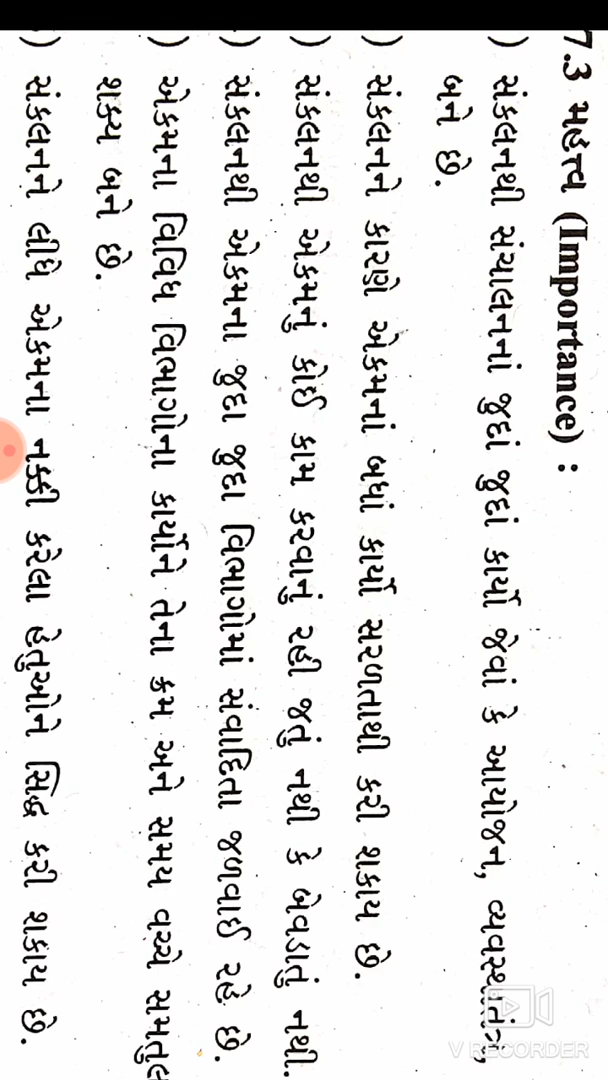 7.3 મહત્ત્વ (Importance) :
) સંકલનથી સંચાલનનાં જુદાં જુદાં કાર્યો જેવાં કે આયોજન, વ્યવસ્થાતંત્ર,
બને છે.
) સંકલનને કારણે એકમનાં બધાં કાર્યો સરળતાથી કરી શકાય છે.
) સંકલનથી એકમનું કોઈ કામ કરવાનું રહી જતું નથી કે બેવડાતું નથી.
) સંકલનથી એકમના જુદા જુદા વિભાગોમાં સંવાદિતા જળવાઈ રહે છે.
) એકમના વિવિધ વિભાગોના કાર્યોને તેના ક્રમ અને સમય વચ્ચે
શક્ય બને છે.
) સંકલનને લીધે એકમના નક્કી કરેલા હેતુઓને સિદ્ધ કરી શકાય છે.
V RECORDER